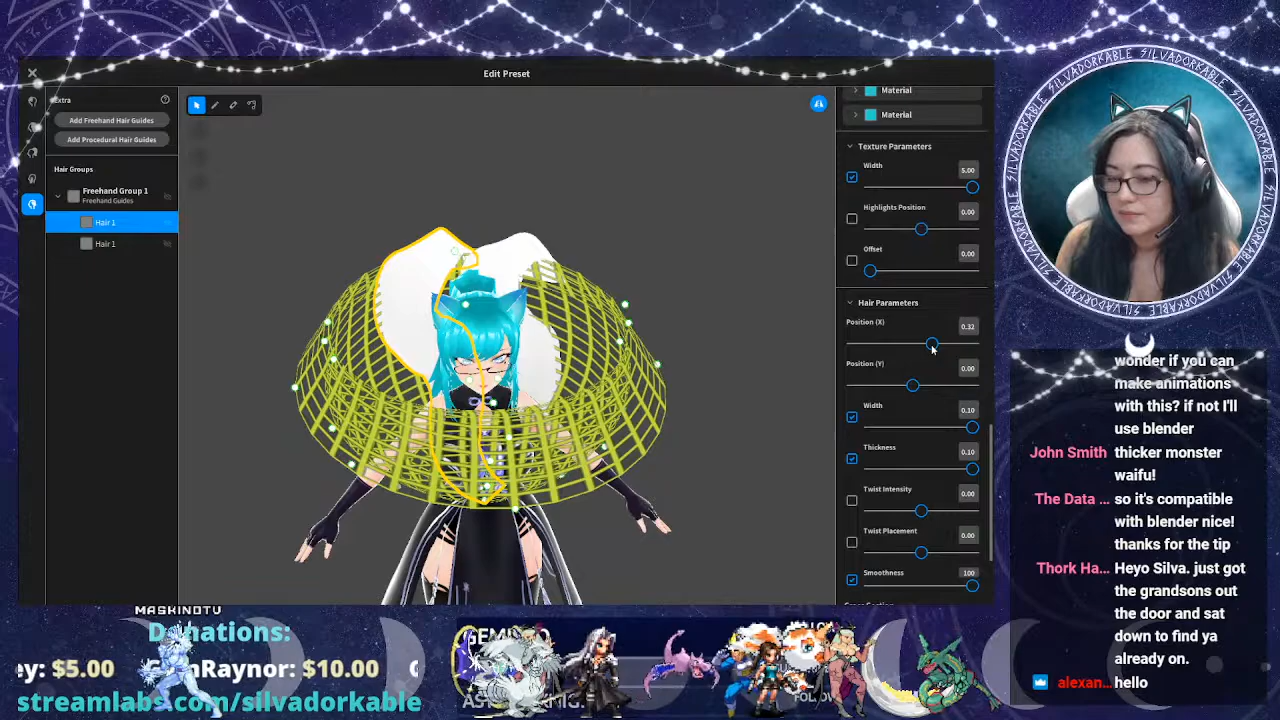 Edit Preset
Extra
Add Freehand Hair Guides
Add Procedural Hair Guides
Hair Groups
Freehand Group 1
Freehand Guides
Hair 1
Hair 1
Material
Material
Texture Parameters
Width
5.00
Highlights Position
0.00
Offset
0.00
Hair Parameters
Position (X)
0.32
Position (Y)
0.00
Width
0.10
Thickness
0.10
Twist Intensity
0.00
Twist Placement
0.00
Smoothness
100
SILVADORKABLE
wonder if you can
make animations
with this? if not I'll
use blender
John Smith thicker monster
waifu!
The Data ... so it's compatible
with blender nice!
thanks for the tip
Thork Ha... Heyo Silva. just got
the grandsons out
the door and sat
down to find ya
already on.
alexan... hello
MASKINOTU
Donations:
ey: $5.00
Raynor: $10.00
streamlabs.com/silvadorkable